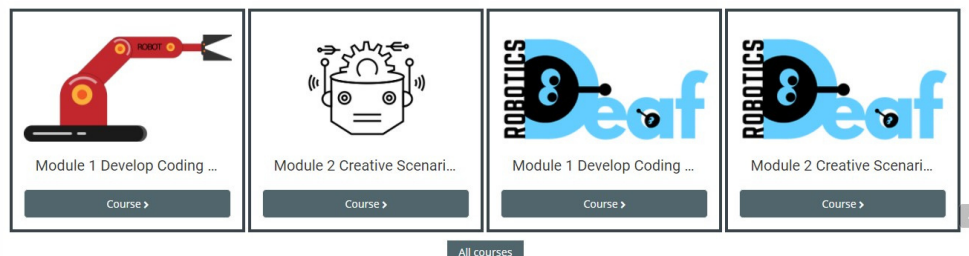 ROBOT
Module 1 Develop Coding ...
Course
Module 2 Creative Scenari...
Course
ROBOTICS
Deaf
Module 1 Develop Coding ...
Course
ROBOTICS
Deaf
Module 2 Creative Scenari...
Course
All courses